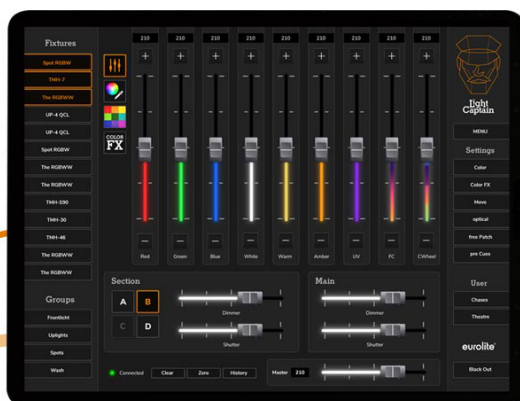 Fixtures
Spot RGBW
TMH-7
The RGBWW
UP-4 QCL
UP-4 QCL
Spot RGBW
The RGBWW
The RGBWW
TMH-S90
TMH-30
TMH-46
The RGBWW
The RGBWW
Groups
Frontlicht
Uplights
Spots
Wash
210 210 210 210 210 210 210 210 210
COLOR
FX
Red Green Blue White Warm Amber UV FC CWheel
Section
A B
C D
Dimmer
Shutter
Main
Dimmer
Shutter
Connected Clear Zero History Master 210
light
Captain
MENU
Settings
Color
Color FX
Move
optical
free Patch
pre Cues
User
Chases
Theatre
eurolite
Black Out